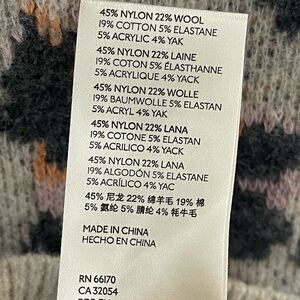 45% NYLON 22% WOOL
19% COTTON 5% ELASTANE
5% ACRYLIC 4% YAK
45% NYLON 22% LAINE
19% COTON 5% ÉLASTHANNE
5% ACRYLIQUE 4% YACK
45% NYLON 22% WOLLE
19% BAUMWOLLE 5% ELASTAN
5% ACRYL 4% YAK
45% NYLON 22% LANA
19% COTONE 5% ELASTAN
5% ACRILICO 4% YAC
45% NYLON 22% LANA
19% ALGODÓN 5% ELASTANE
5% ACRÍLICO 4% YAC
45% 尼龙 22% 绵羊毛 19% 棉
5% 氨纶 5% 腈纶 4% 牦牛毛
MADE IN CHINA
HECHO EN CHINA
RN 66170
CA 32054